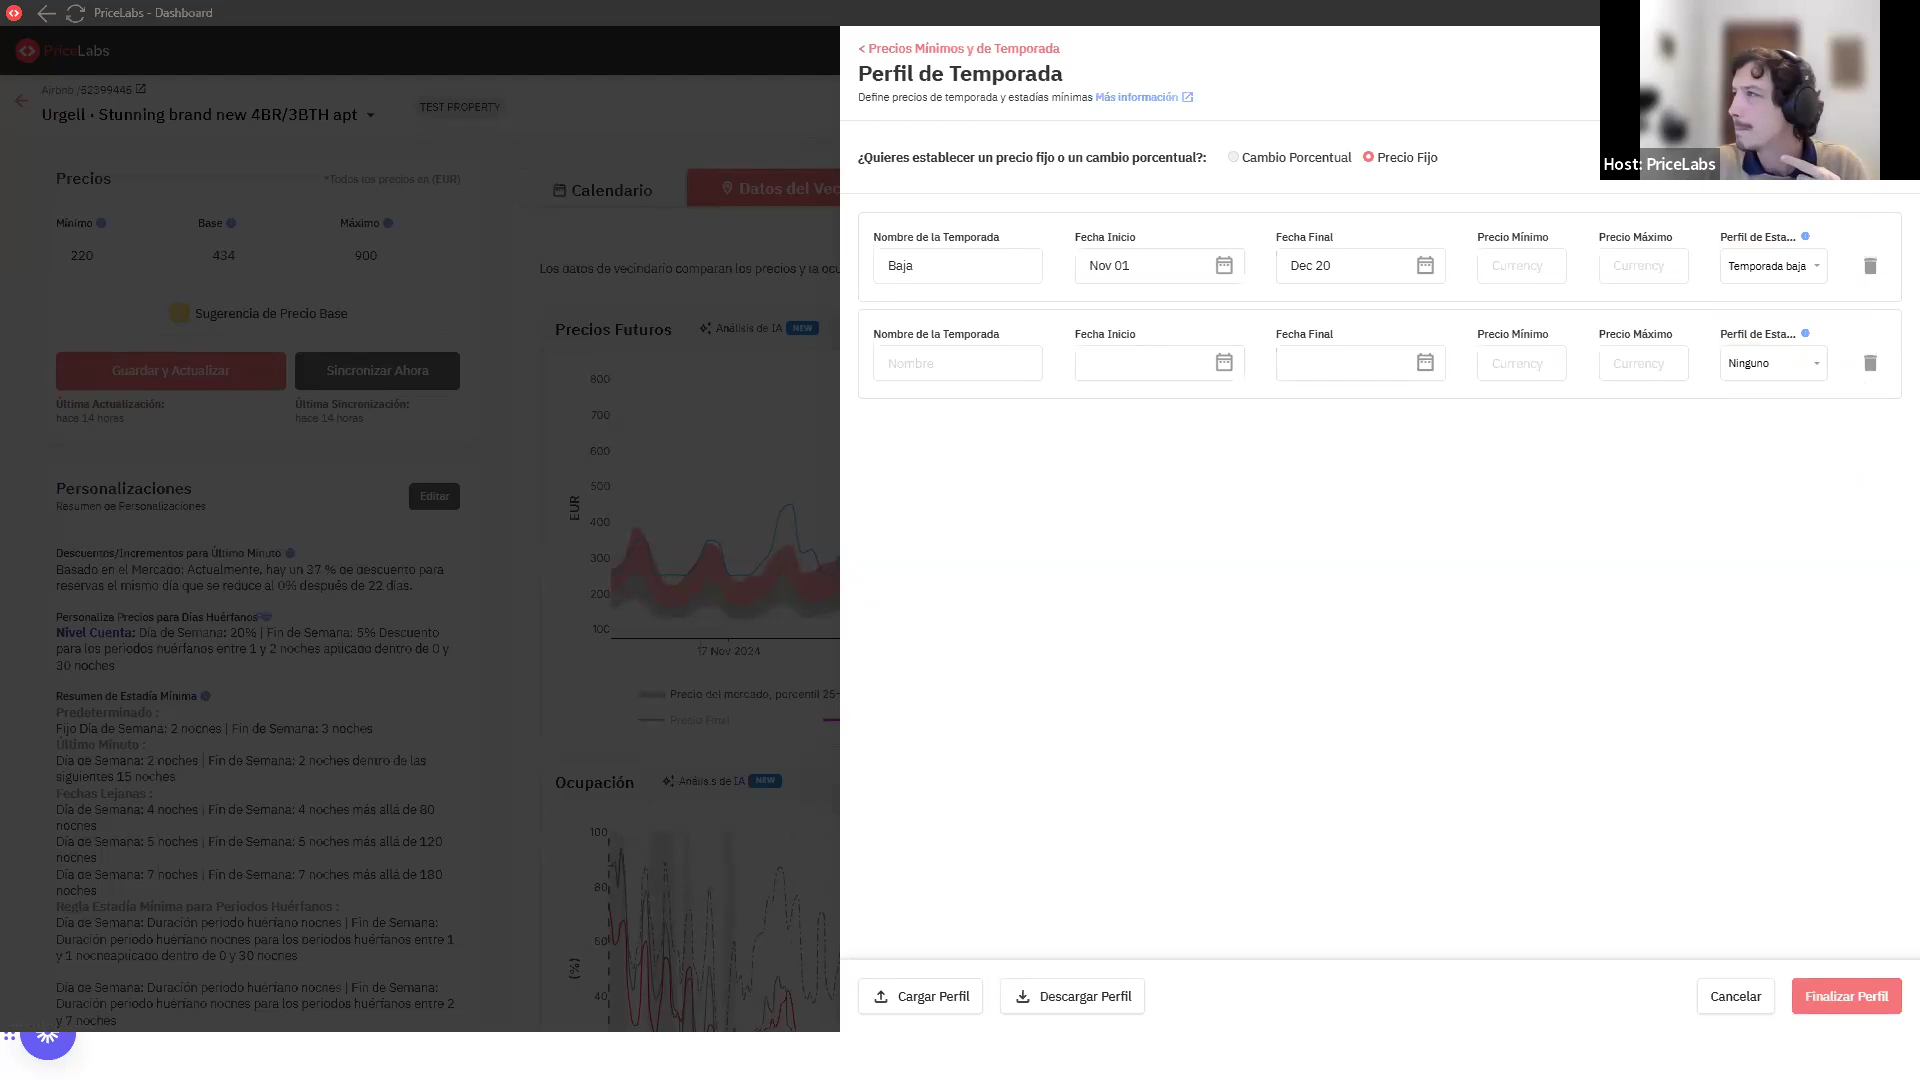 PriceLabs - Dashboard
PriceLabs
Airbnb /52399445
Urgell · Stunning brand new 4BR/3BTH apt
TEST PROPERTY
Precios
*Todos los precios en (EUR)
Mínimo
Base
Máximo
220
434
900
Sugerencia de Precio Base
Guardar y Actualizar
Sincronizar Ahora
Última Actualización:
hace 14 horas
Última Sincronización:
hace 14 horas
Personalizaciones
Resumen de Personalizaciones
Editar
Descuentos/Incrementos para Último Minuto
Basado en el Mercado: Actualmente, hay un 37 % de descuento para
reservas el mismo día que se reduce al 0% después de 22 días.
Personaliza Precios para Días Huérfanos
Nivel Cuenta: Día de Semana: 20% | Fin de Semana: 5% Descuento
para los periodos huérfanos entre 1 y 2 noches aplicado dentro de 0 y
30 noches
Resumen de Estadía Mínima
Predeterminado :
Fijo Día de Semana: 2 noches | Fin de Semana: 3 noches
Último Minuto :
Día de Semana: 2 noches | Fin de Semana: 2 noches dentro de las
siguientes 15 noches
Fechas Lejanas :
Día de Semana: 4 noches | Fin de Semana: 4 noches más allá de 80
noches
Día de Semana: 5 noches | Fin de Semana: 5 noches más allá de 120
noches
Día de Semana: 7 noches | Fin de Semana: 7 noches más allá de 180
noches
Regla Estadía Mínima para Periodos Huérfanos :
Día de Semana: Duración periodo huérfano noches | Fin de Semana:
Duración periodo huérfano noches para los periodos huérfanos entre 1
y 1 nocheaplicado dentro de 0 y 30 noches
Día de Semana: Duración periodo huérfano noches | Fin de Semana:
Duración periodo huérfano noches para los periodos huérfanos entre 2
y 7 noches
Calendario
Datos del Vec
Los datos de vecindario comparan los precios y la ocu
Precios Futuros
Análisis de IA
NEW
800
700
600
500
400
300
200
100
EUR
17 Nov 2024
Precio del mercado, percentil 25
Precio Final
Ocupación
Análisis de IA
NEW
100
80
60
40
(%)
< Precios Mínimos y de Temporada
Perfil de Temporada
Define precios de temporada y estadías mínimas Más información
¿Quieres establecer un precio fijo o un cambio porcentual?:
Cambio Porcentual
Precio Fijo
Nombre de la Temporada
Fecha Inicio
Fecha Final
Precio Mínimo
Precio Máximo
Perfil de Esta...
Baja
Nov 01
Dec 20
Currency
Currency
Temporada baja
Nombre de la Temporada
Fecha Inicio
Fecha Final
Precio Mínimo
Precio Máximo
Perfil de Esta...
Nombre
Currency
Currency
Ninguno
Cargar Perfil
Descargar Perfil
Cancelar
Finalizar Perfil
Host: PriceLabs